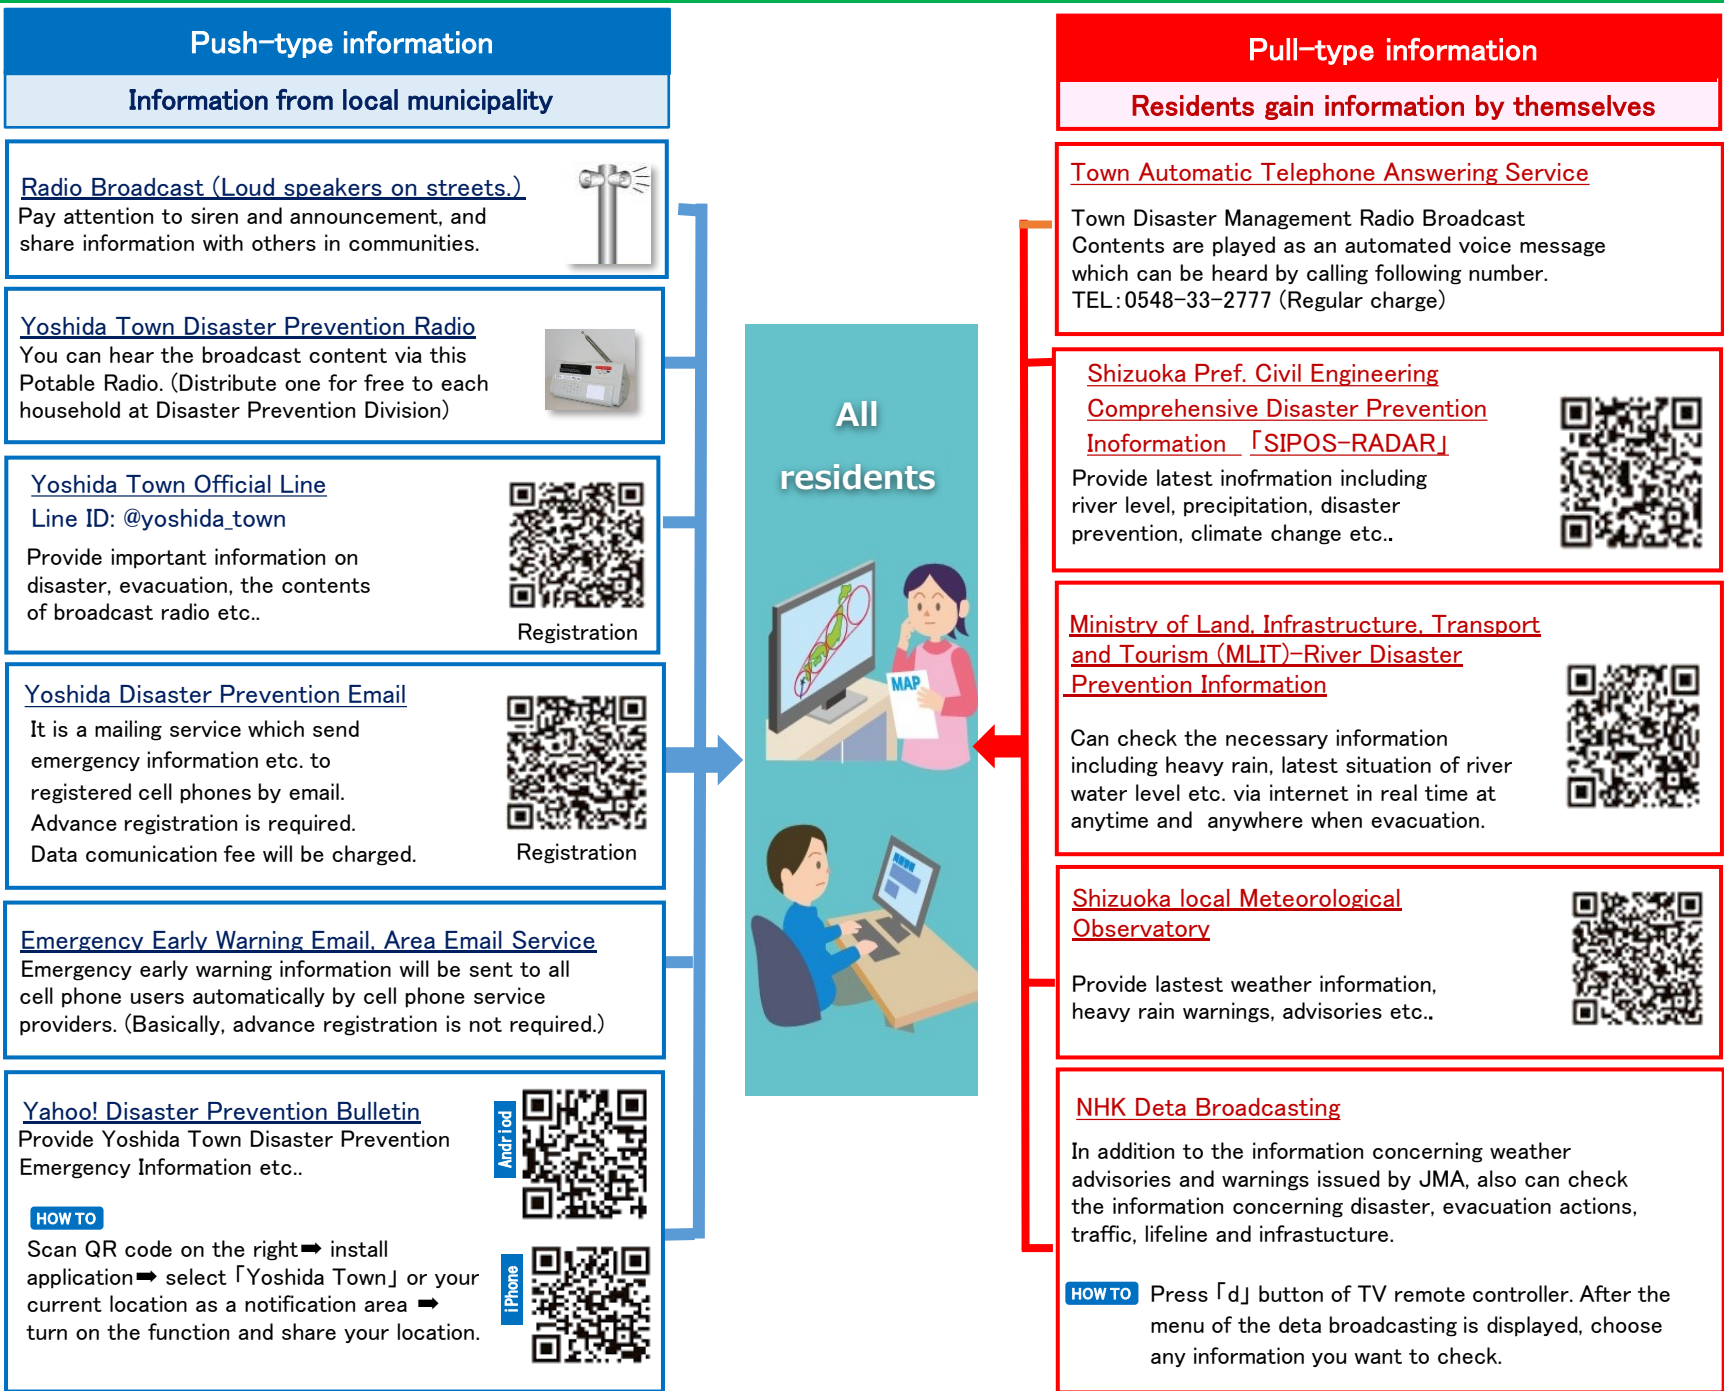 Push-type information
Information from local municipality
Radio Broadcast (Loud speakers on streets.)
Pay attention to siren and announcement, and
share information with others in communities.
Yoshida Town Disaster Prevention Radio
You can hear the broadcast content via this
Potable Radio. (Distribute one for free to each
household at Disaster Prevention Division)
Yoshida Town Official Line
Line ID: @yoshida_town
Provide important information on
disaster, evacuation, the contents
of broadcast radio etc..
Registration
Yoshida Disaster Prevention Email
It is a mailing service which send
emergency information etc. to
registered cell phones by email.
Advance registration is required.
Data comunication fee will be charged.
Registration
Emergency Early Warning Email, Area Email Service
Emergency early warning information will be sent to all
cell phone users automatically by cell phone service
providers. (Basically, advance registration is not required.)
Yahoo! Disaster Prevention Bulletin
Provide Yoshida Town Disaster Prevention
Emergency Information etc..
Andriod
HOW TO
Scan QR code on the right➡ install
application➡ select「Yoshida Town」or your
current location as a notification area ➡
turn on the function and share your location.
iPhone
All
residents
MAP
Pull-type information
Residents gain information by themselves
Town Automatic Telephone Answering Service
Town Disaster Management Radio Broadcast
Contents are played as an automated voice message
which can be heard by calling following number.
TEL:0548-33-2777 (Regular charge)
Shizuoka Pref. Civil Engineering
Comprehensive Disaster Prevention
Inoformation 「SIPOS-RADAR」
Provide latest inofrmation including
river level, precipitation, disaster
prevention, climate change etc..
Ministry of Land, Infrastructure, Transport
and Tourism (MLIT)-River Disaster
Prevention Information
Can check the necessary information
including heavy rain, latest situation of river
water level etc. via internet in real time at
anytime and anywhere when evacuation.
Shizuoka local Meteorological
Observatory
Provide lastest weather information,
heavy rain warnings, advisories etc..
NHK Deta Broadcasting
In addition to the information concerning weather
advisories and warnings issued by JMA, also can check
the information concerning disaster, evacuation actions,
traffic, lifeline and infrastucture.
HOW TO Press「d」button of TV remote controller. After the
menu of the deta broadcasting is displayed, choose
any information you want to check.